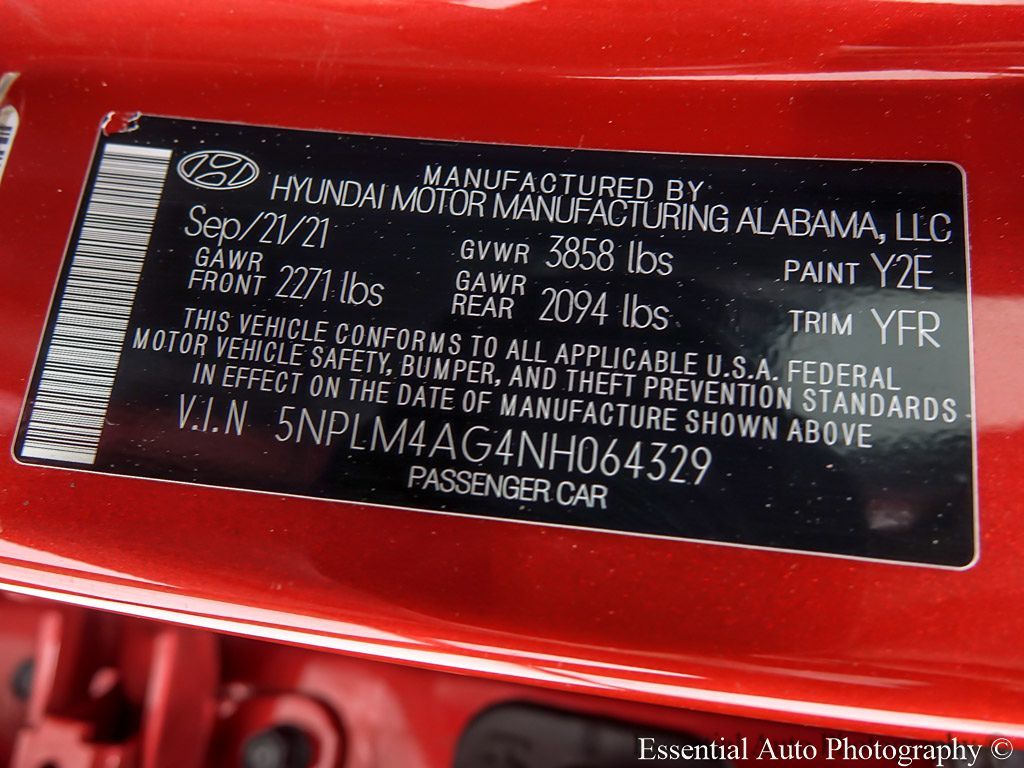 MANUFACTURED BY
HYUNDAI MOTOR MANUFACTURING ALABAMA, LLC
Sep/21/21 GVWR 3858 lbs PAINT Y2E
GAWR FRONT 2271 lbs GAWR REAR 2094 lbs TRIM YFR
THIS VEHICLE CONFORMS TO ALL APPLICABLE U.S.A. FEDERAL
MOTOR VEHICLE SAFETY, BUMPER, AND THEFT PREVENTION STANDARDS
IN EFFECT ON THE DATE OF MANUFACTURE SHOWN ABOVE
V.I.N 5NPLM4AG4NH064329
PASSENGER CAR
Essential Auto Photography ©